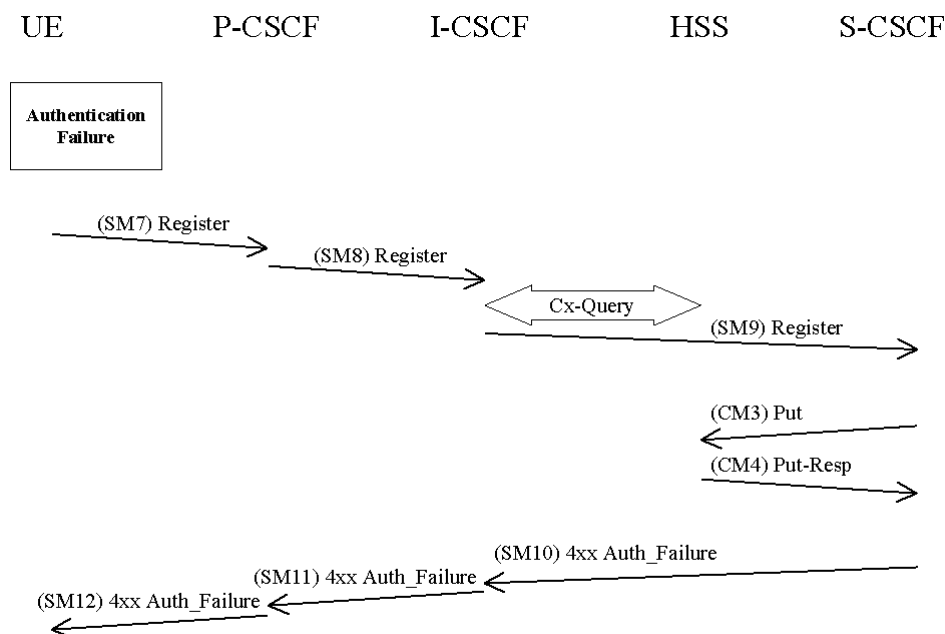 UE P-CSCF I-CSCF HSS S-CSCF
Authentication
Failure
(SM7) Register
(SM8) Register
Cx-Query
(SM9) Register
(CM3) Put
(CM4) Put-Resp
(SM10) 4xx Auth_Failure
(SM11) 4xx Auth_Failure
(SM12) 4xx Auth_Failure